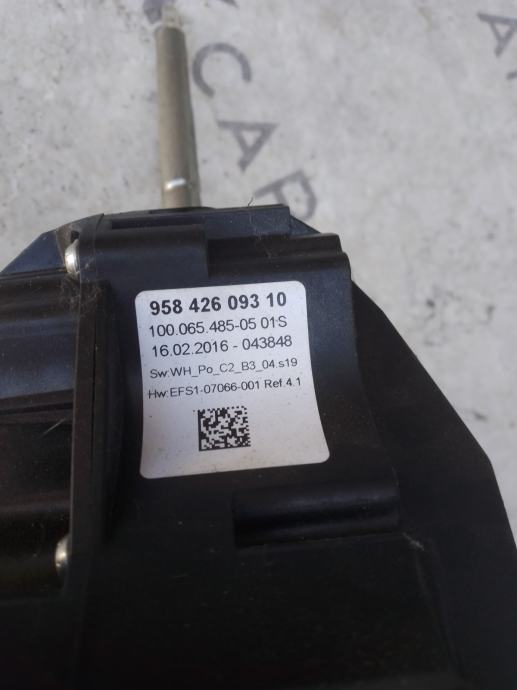 958 426 093 10
100.065.485-05 01S
16.02.2016 - 043848
Sw:WH_Po_C2_B3_04.s19
Hw:EFS1-07066-001 Ref.4.1